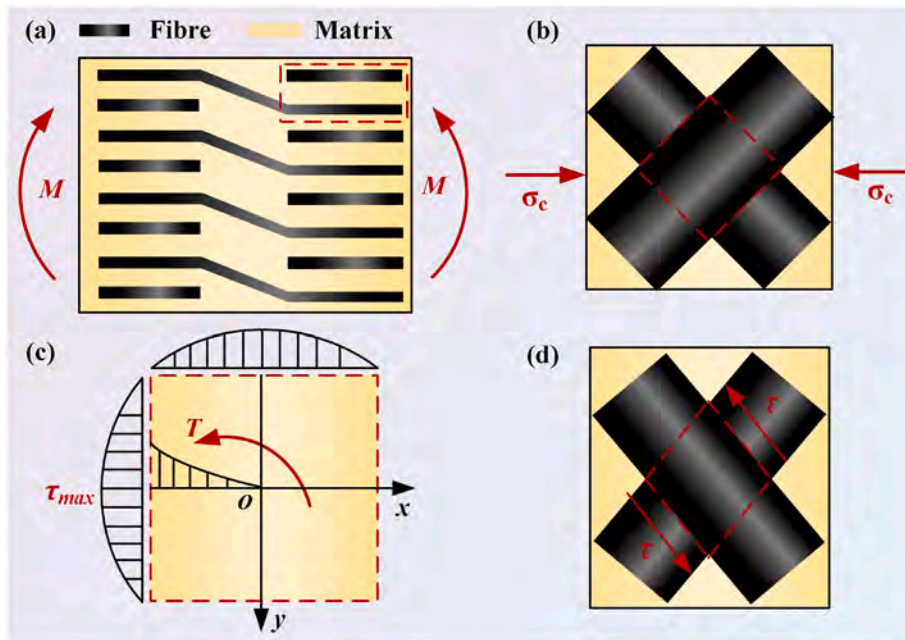 (a) Fibre Matrix
M M
(b)
σc σc
(c)
T
τmax
o x
y
(d)
τ
τ